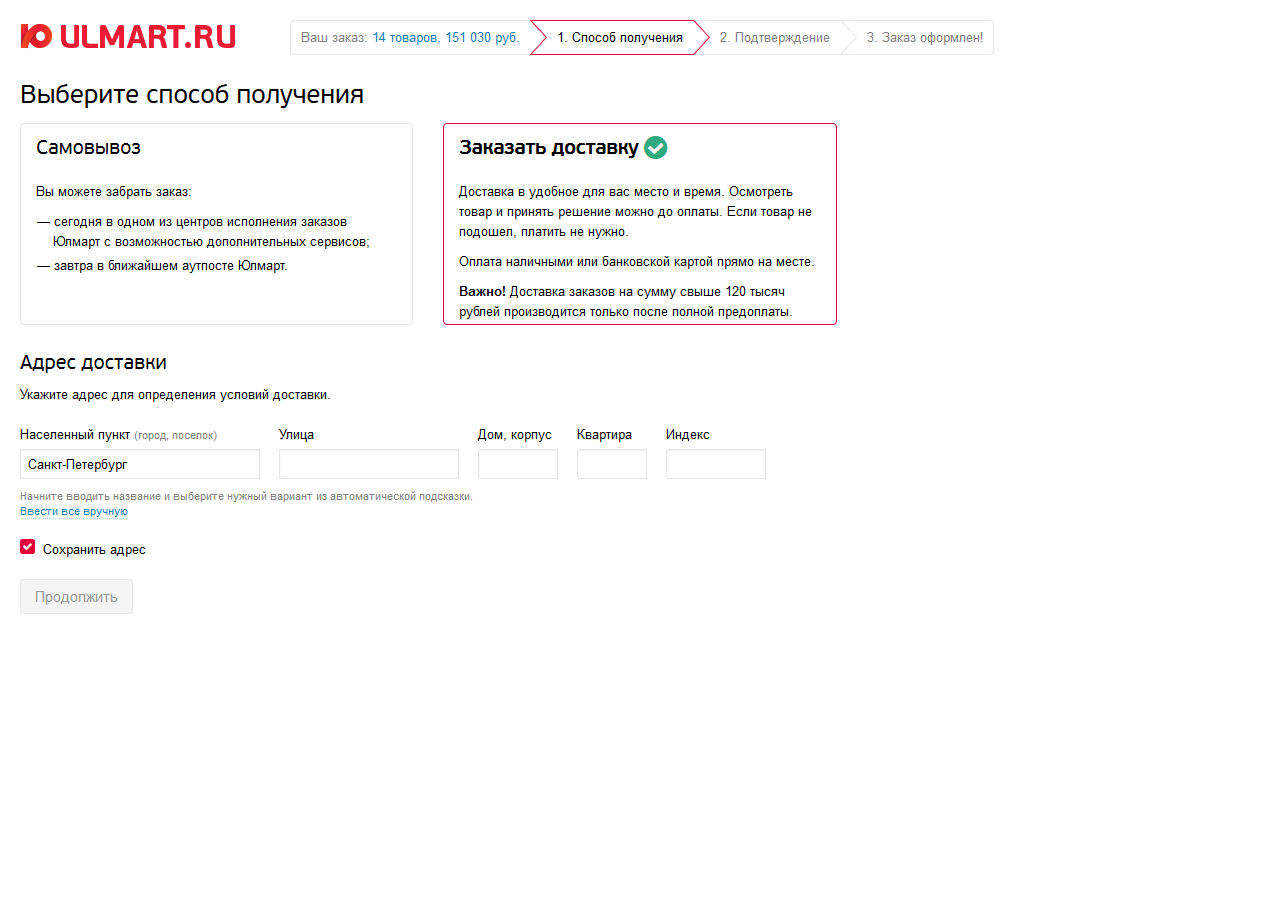 Ю ULMART.RU
Ваш заказ: 14 товаров, 151 030 руб. 1. Способ получения 2. Подтверждение 3. Заказ оформлен!
Выберите способ получения
Самовывоз
Вы можете забрать заказ:
— сегодня в одном из центров исполнения заказов
Юлмарт с возможностью дополнительных сервисов;
— завтра в ближайшем аутпосте Юлмарт.
Заказать доставку
Доставка в удобное для вас место и время. Осмотреть
товар и принять решение можно до оплаты. Если товар не
подошел, платить не нужно.
Оплата наличными или банковской картой прямо на месте.
Важно! Доставка заказов на сумму свыше 120 тысяч
рублей производится только после полной предоплаты.
Адрес доставки
Укажите адрес для определения условий доставки.
Населенный пункт (город, поселок) Улица Дом, корпус Квартира Индекс
Санкт-Петербург
Начните вводить название и выберите нужный вариант из автоматической подсказки.
Ввести все вручную
Сохранить адрес
Продолжить